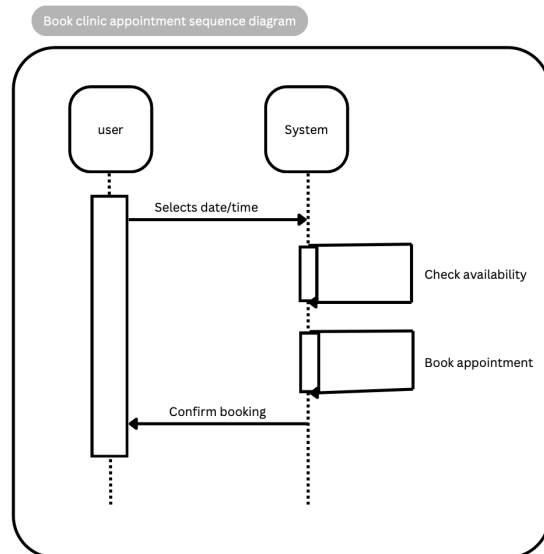 Book clinic appointment sequence diagram
user
System
Selects date/time
Check availability
Book appointment
Confirm booking